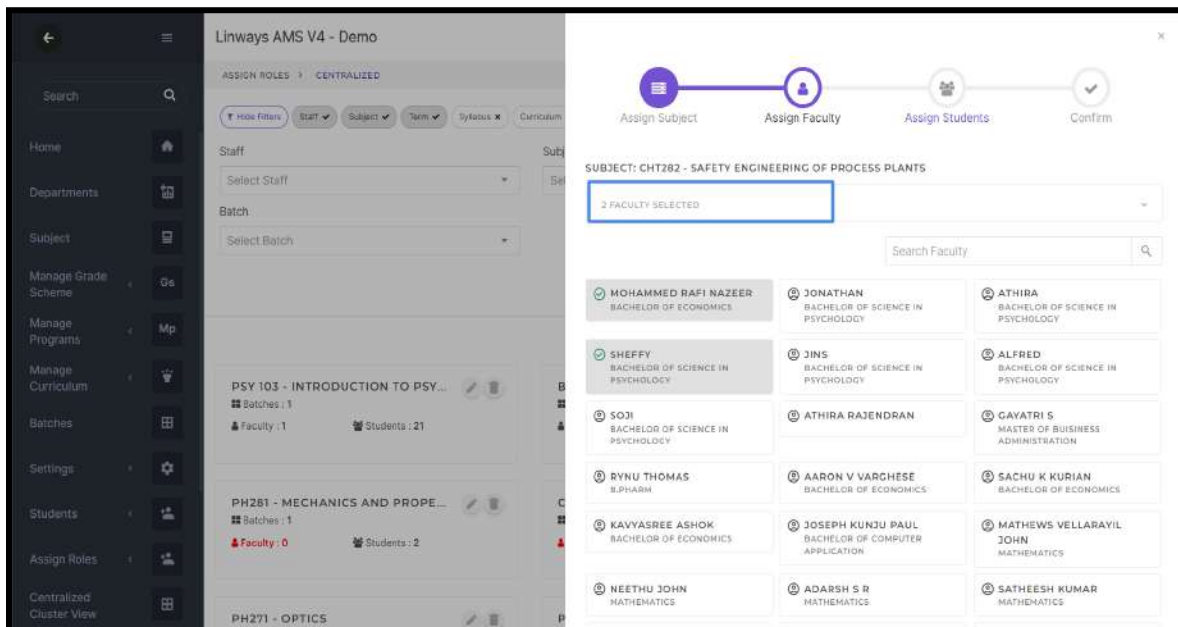 Linways AMS V4 - Demo
ASSIGN ROLES > CENTRALIZED
Search
Home
Departments
Subject
Manage Grade
Scheme
Gs
Manage
Programs
Mp
Manage
Curriculum
Batches
Settings
Students
Assign Roles
Centralized
Cluster View
Hide Filters
Staff
Subject
Term
Syllabus x
Curriculum
Staff
Subj
Select Staff
Sel
Batch
Select Batch
PSY 103 - INTRODUCTION TO PSY...
Batches : 1
Faculty : 1
Students : 21
B
PH281 - MECHANICS AND PROPE...
Batches : 1
Faculty : 0
Students : 2
C
PH271 - OPTICS
P
×
Assign Subject
Assign Faculty
Assign Students
Confirm
SUBJECT: CHT282 - SAFETY ENGINEERING OF PROCESS PLANTS
2 FACULTY SELECTED
Search Faculty
MOHAMMED RAFI NAZEER
BACHELOR OF ECONOMICS
JONATHAN
BACHELOR OF SCIENCE IN
PSYCHOLOGY
ATHIRA
BACHELOR OF SCIENCE IN
PSYCHOLOGY
SHEFFY
BACHELOR OF SCIENCE IN
PSYCHOLOGY
JINS
BACHELOR OF SCIENCE IN
PSYCHOLOGY
ALFRED
BACHELOR OF SCIENCE IN
PSYCHOLOGY
SOJI
BACHELOR OF SCIENCE IN
PSYCHOLOGY
ATHIRA RAJENDRAN
GAYATRI S
MASTER OF BUISINESS
ADMINISTRATION
RYNU THOMAS
B.PHARM
AARON V VARGHESE
BACHELOR OF ECONOMICS
SACHU K KURIAN
BACHELOR OF ECONOMICS
KAVYASREE ASHOK
BACHELOR OF ECONOMICS
JOSEPH KUNJU PAUL
BACHELOR OF COMPUTER
APPLICATION
MATHEWS VELLARAYIL
JOHN
MATHEMATICS
NEETHU JOHN
MATHEMATICS
ADARSH S R
MATHEMATICS
SATHEESH KUMAR
MATHEMATICS